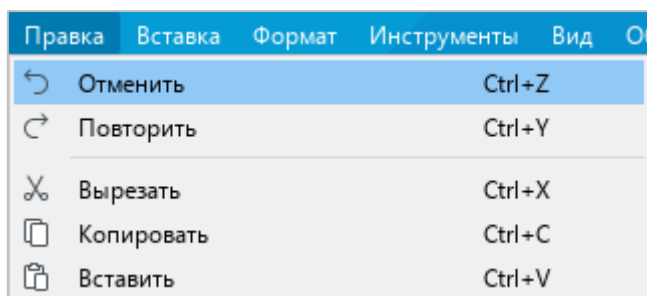 Правка Вставка Формат Инструменты Вид
Отменить Ctrl+Z
Повторить Ctrl+Y
Вырезать Ctrl+X
Копировать Ctrl+C
Вставить Ctrl+V